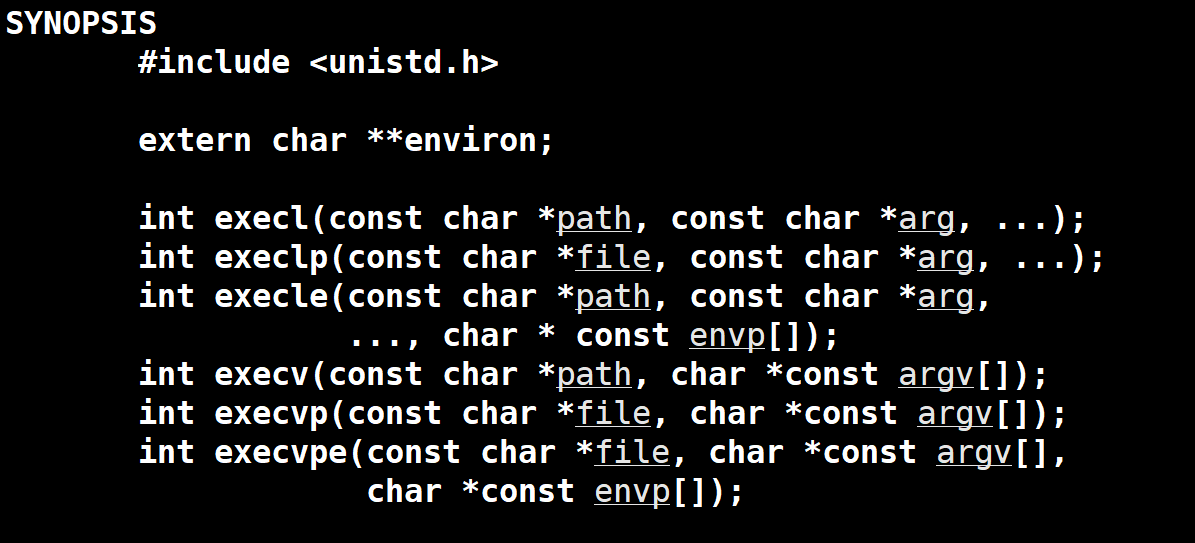 SYNOPSIS
#include <unistd.h>
extern char **environ;
int execl(const char *path, const char *arg, ...);
int execlp(const char *file, const char *arg, ...);
int execle(const char *path, const char *arg,
..., char * const envp[]);
int execv(const char *path, char *const argv[]);
int execvp(const char *file, char *const argv[]);
int execvpe(const char *file, char *const argv[],
char *const envp[]);